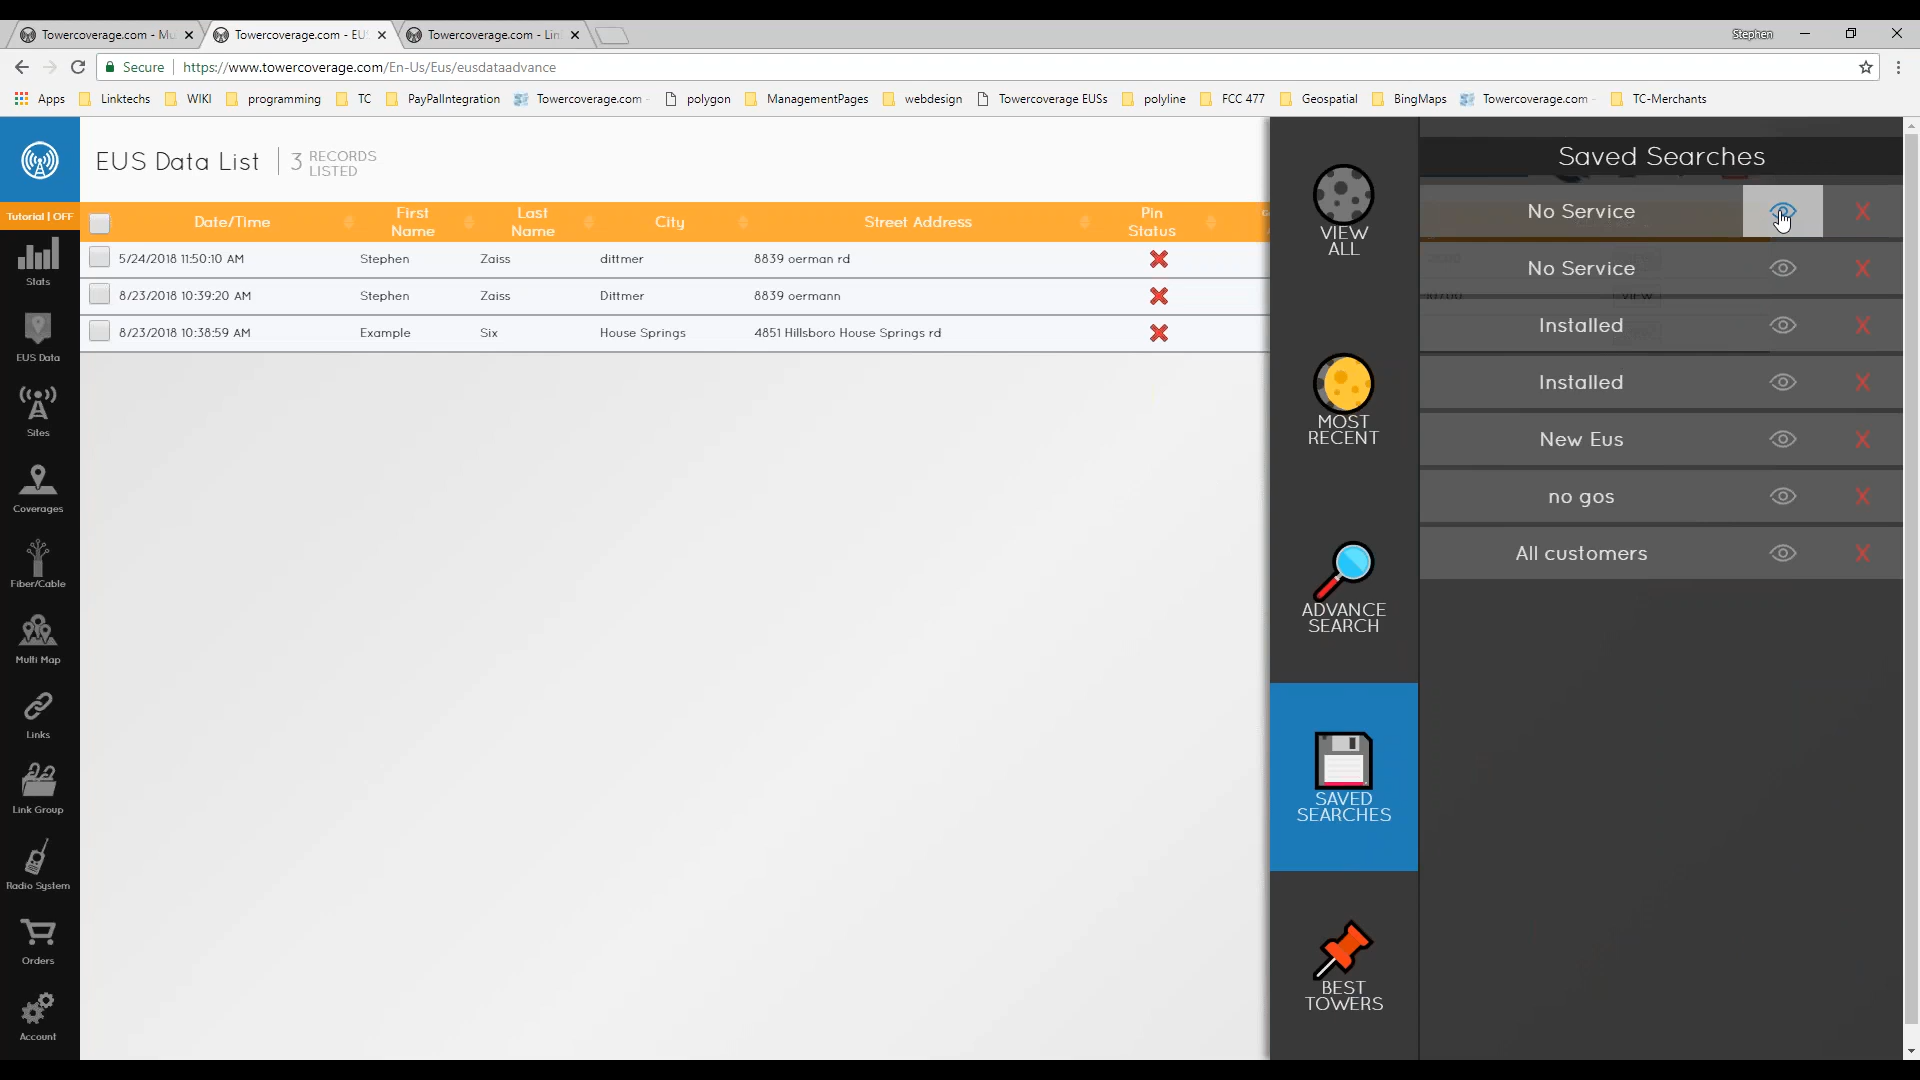 Towercoverage.com - Mu
Towercoverage.com - EU
Towercoverage.com - Lin
Stephen
Secure
https://www.towercoverage.com/En-Us/Eus/eusdataadvance
Apps
Linktechs
WIKI
programming
TC
PayPalIntegration
Towercoverage.com -
polygon
ManagementPages
webdesign
Towercoverage EUSs
polyline
FCC 477
Geospatial
BingMaps
Towercoverage.com -
TC-Merchants
EUS Data List
3 RECORDS
LISTED
Tutorial | OFF
Stats
EUS Data
Sites
Coverages
Fiber/Cable
Multi Map
Links
Link Group
Radio System
Orders
Account
Date/Time
First
Name
Last
Name
City
Street Address
Pin
Status
5/24/2018 11:50:10 AM Stephen Zaiss dittmer 8839 oerman rd
8/23/2018 10:39:20 AM Stephen Zaiss Dittmer 8839 oermann
8/23/2018 10:38:59 AM Example Six House Springs 4851 Hillsboro House Springs rd
VIEW
ALL
MOST
RECENT
ADVANCE
SEARCH
SAVED
SEARCHES
BEST
TOWERS
Saved Searches
No Service X
No Service X
Installed X
Installed X
New Eus X
no gos X
All customers X